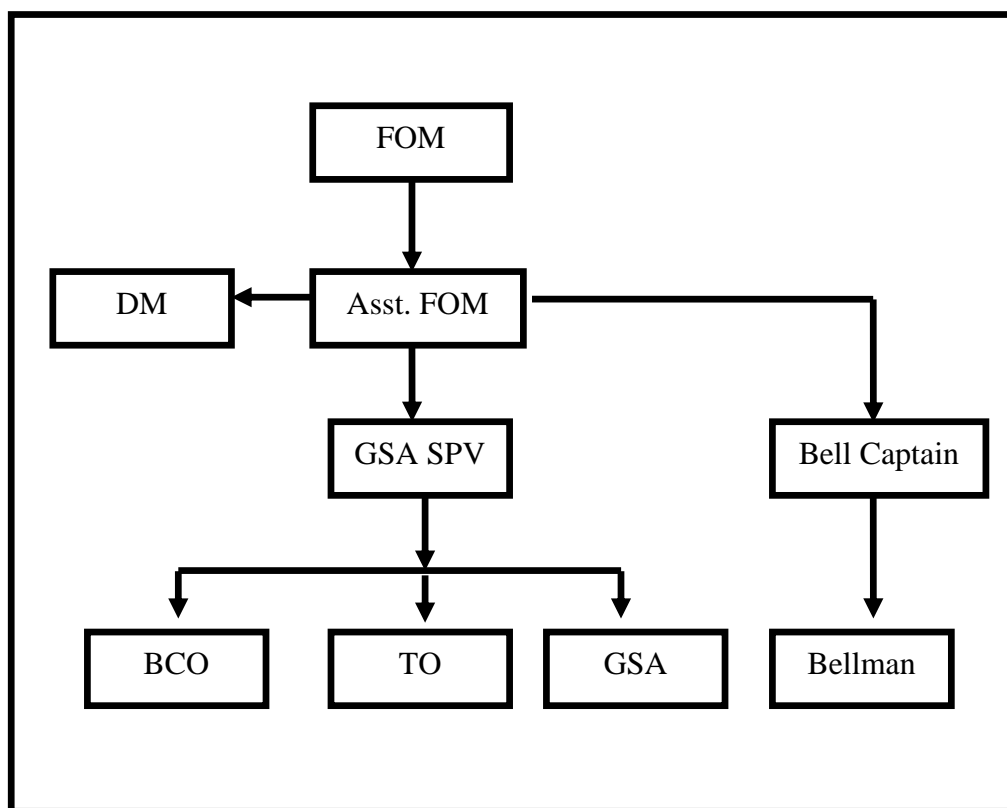 FOM
DM
Asst. FOM
GSA SPV
Bell Captain
BCO
TO
GSA
Bellman